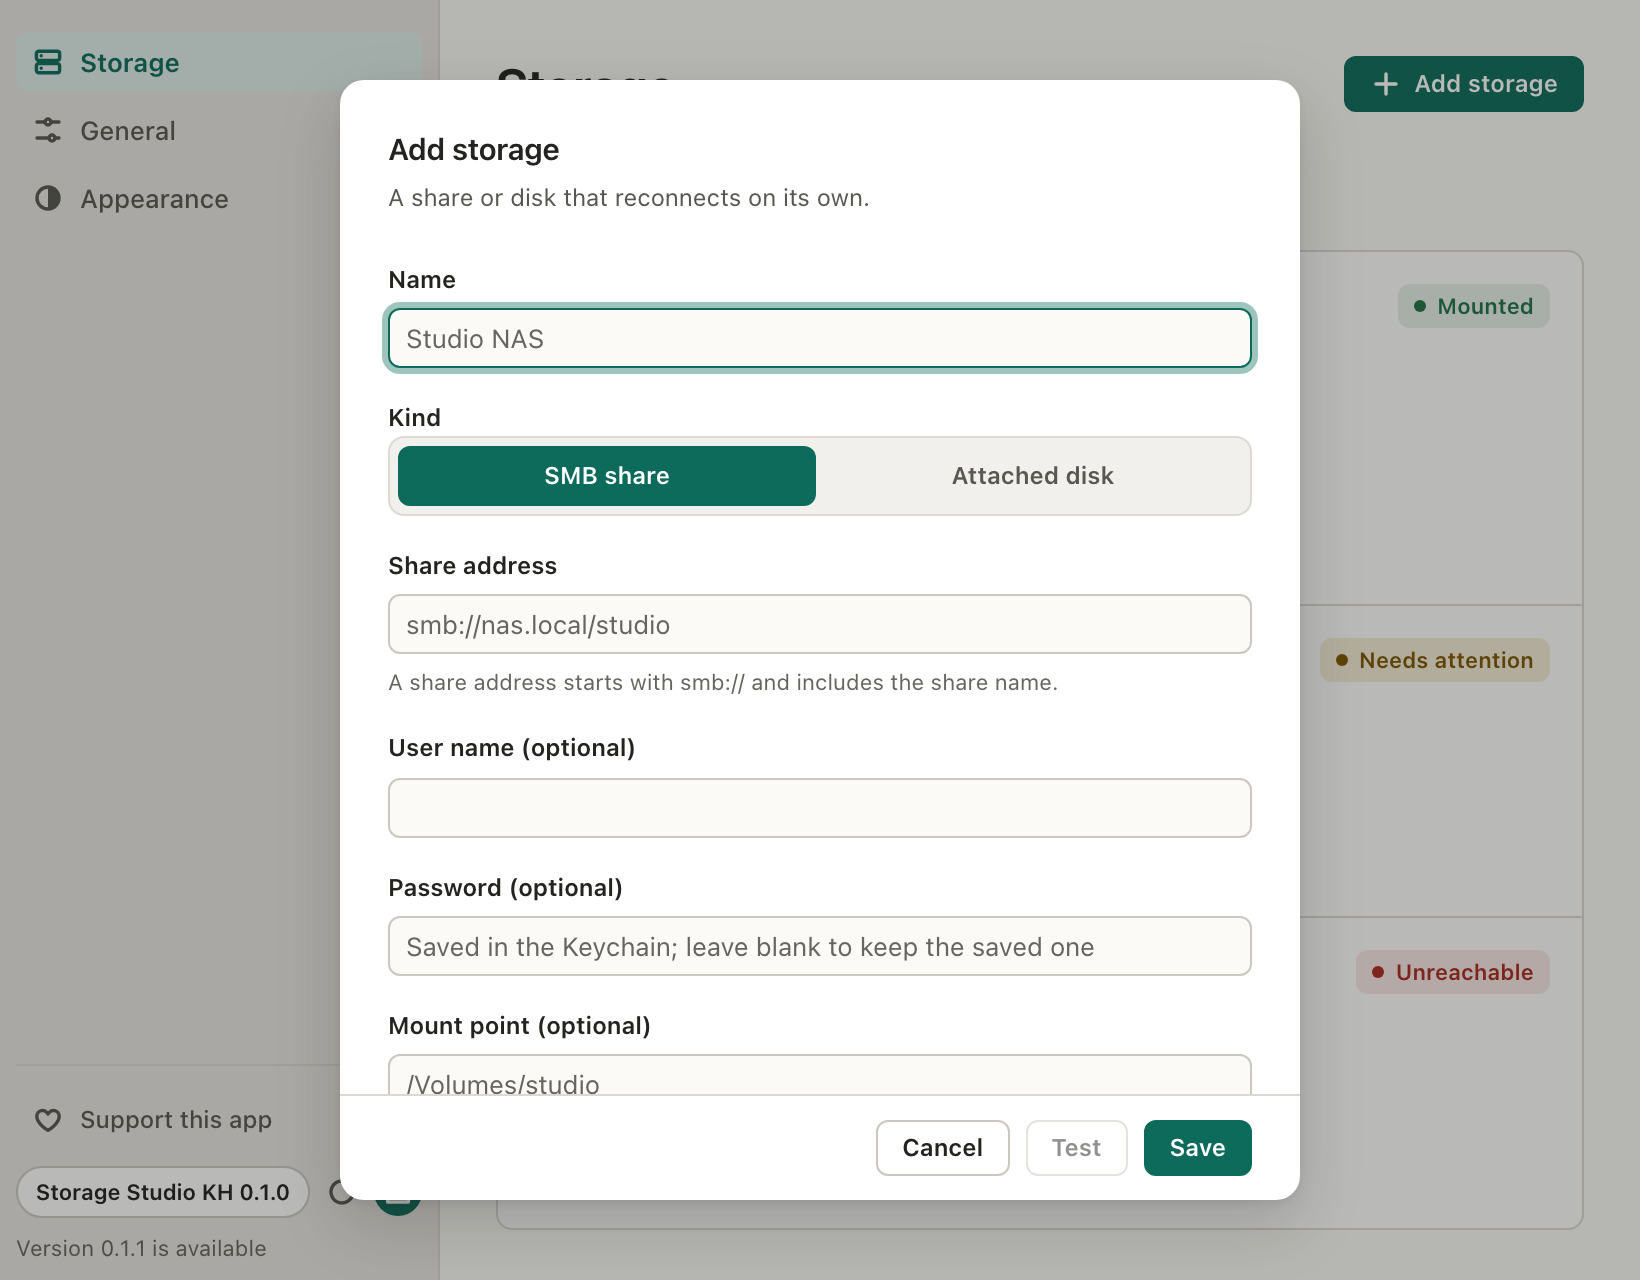 Storage
General
Appearance
Support this app
Storage Studio KH 0.1.0
Version 0.1.1 is available
Storage
Add storage
Mounted
Needs attention
Unreachable
Add storage
A share or disk that reconnects on its own.
Name
Studio NAS
Kind
SMB share
Attached disk
Share address
smb://nas.local/studio
A share address starts with smb:// and includes the share name.
User name (optional)
Password (optional)
Saved in the Keychain; leave blank to keep the saved one
Mount point (optional)
/Volumes/studio
Cancel
Test
Save